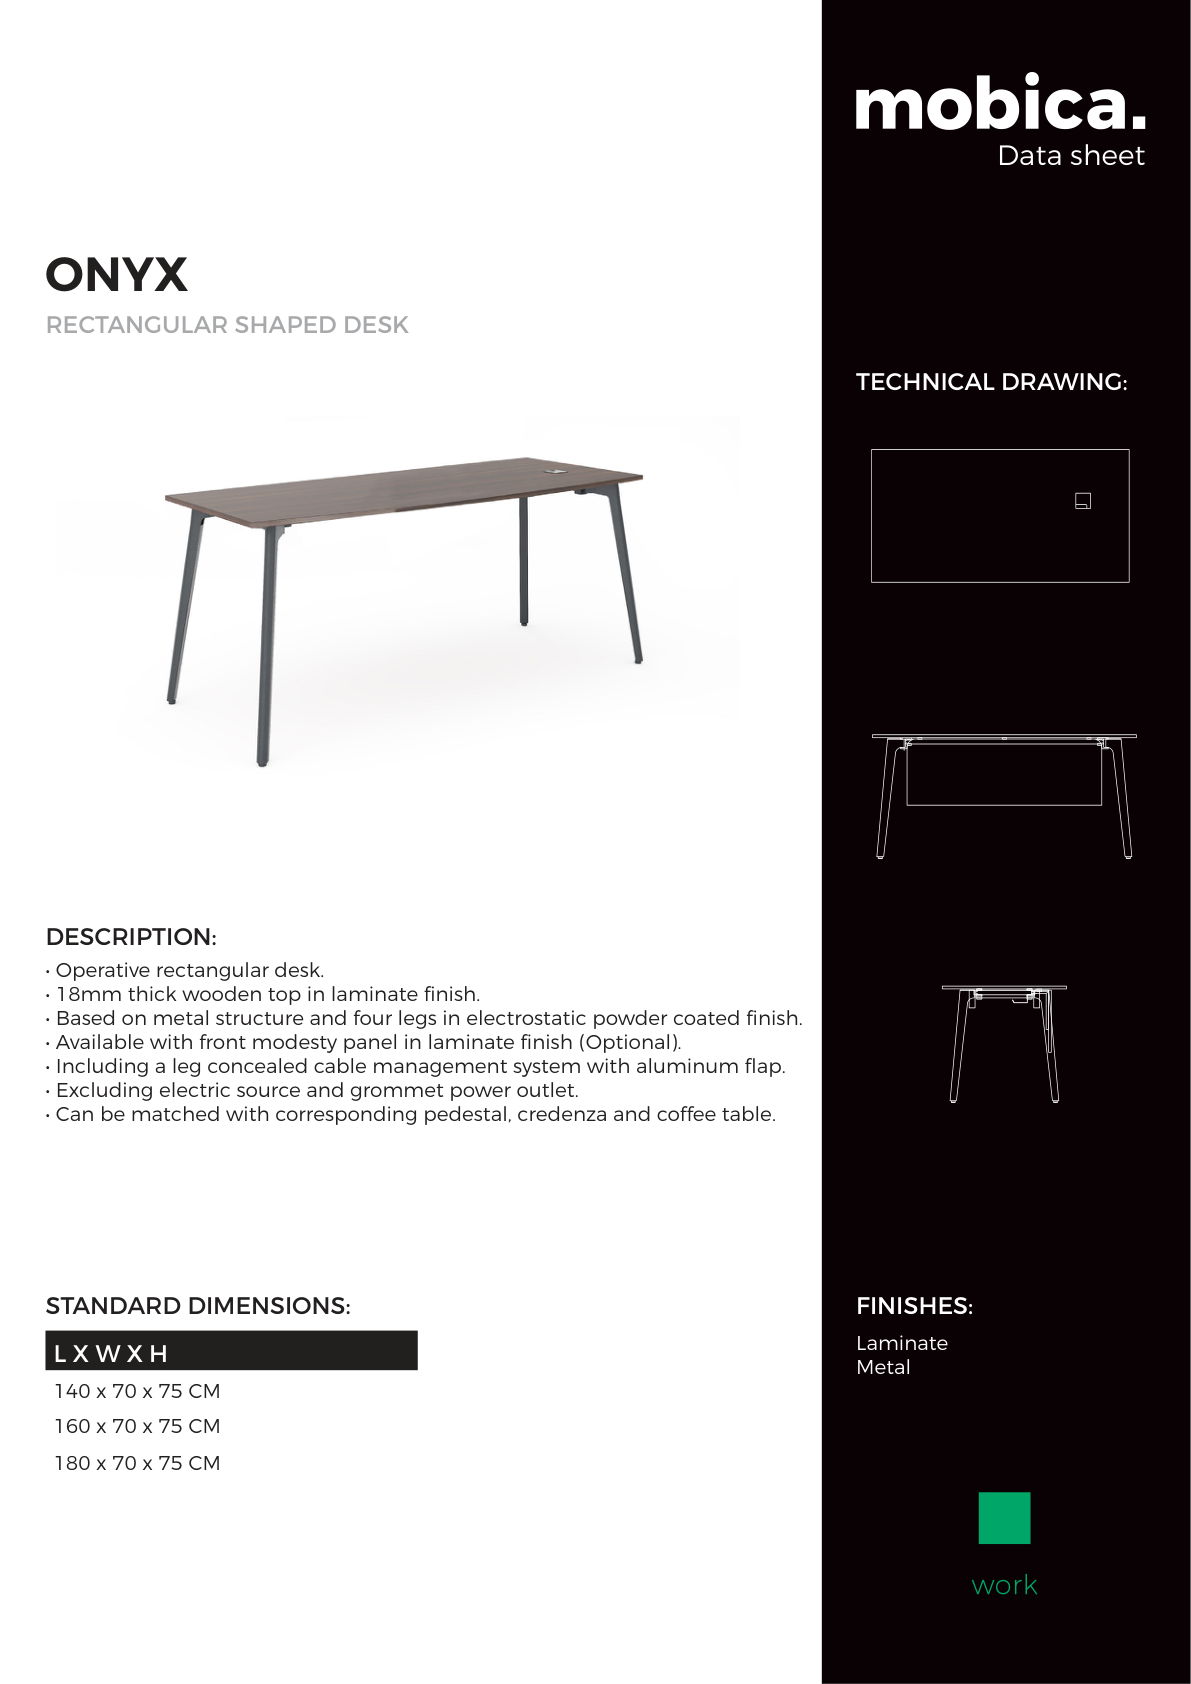 mobica.
Data sheet
ONYX
RECTANGULAR SHAPED DESK
TECHNICAL DRAWING:
DESCRIPTION:
• Operative rectangular desk.
• 18mm thick wooden top in laminate finish.
• Based on metal structure and four legs in electrostatic powder coated finish.
• Available with front modesty panel in laminate finish (Optional).
• Including a leg concealed cable management system with aluminum flap.
• Excluding electric source and grommet power outlet.
• Can be matched with corresponding pedestal, credenza and coffee table.
STANDARD DIMENSIONS:
L X W X H
140 x 70 x 75 CM
160 x 70 x 75 CM
180 x 70 x 75 CM
FINISHES:
Laminate
Metal
work